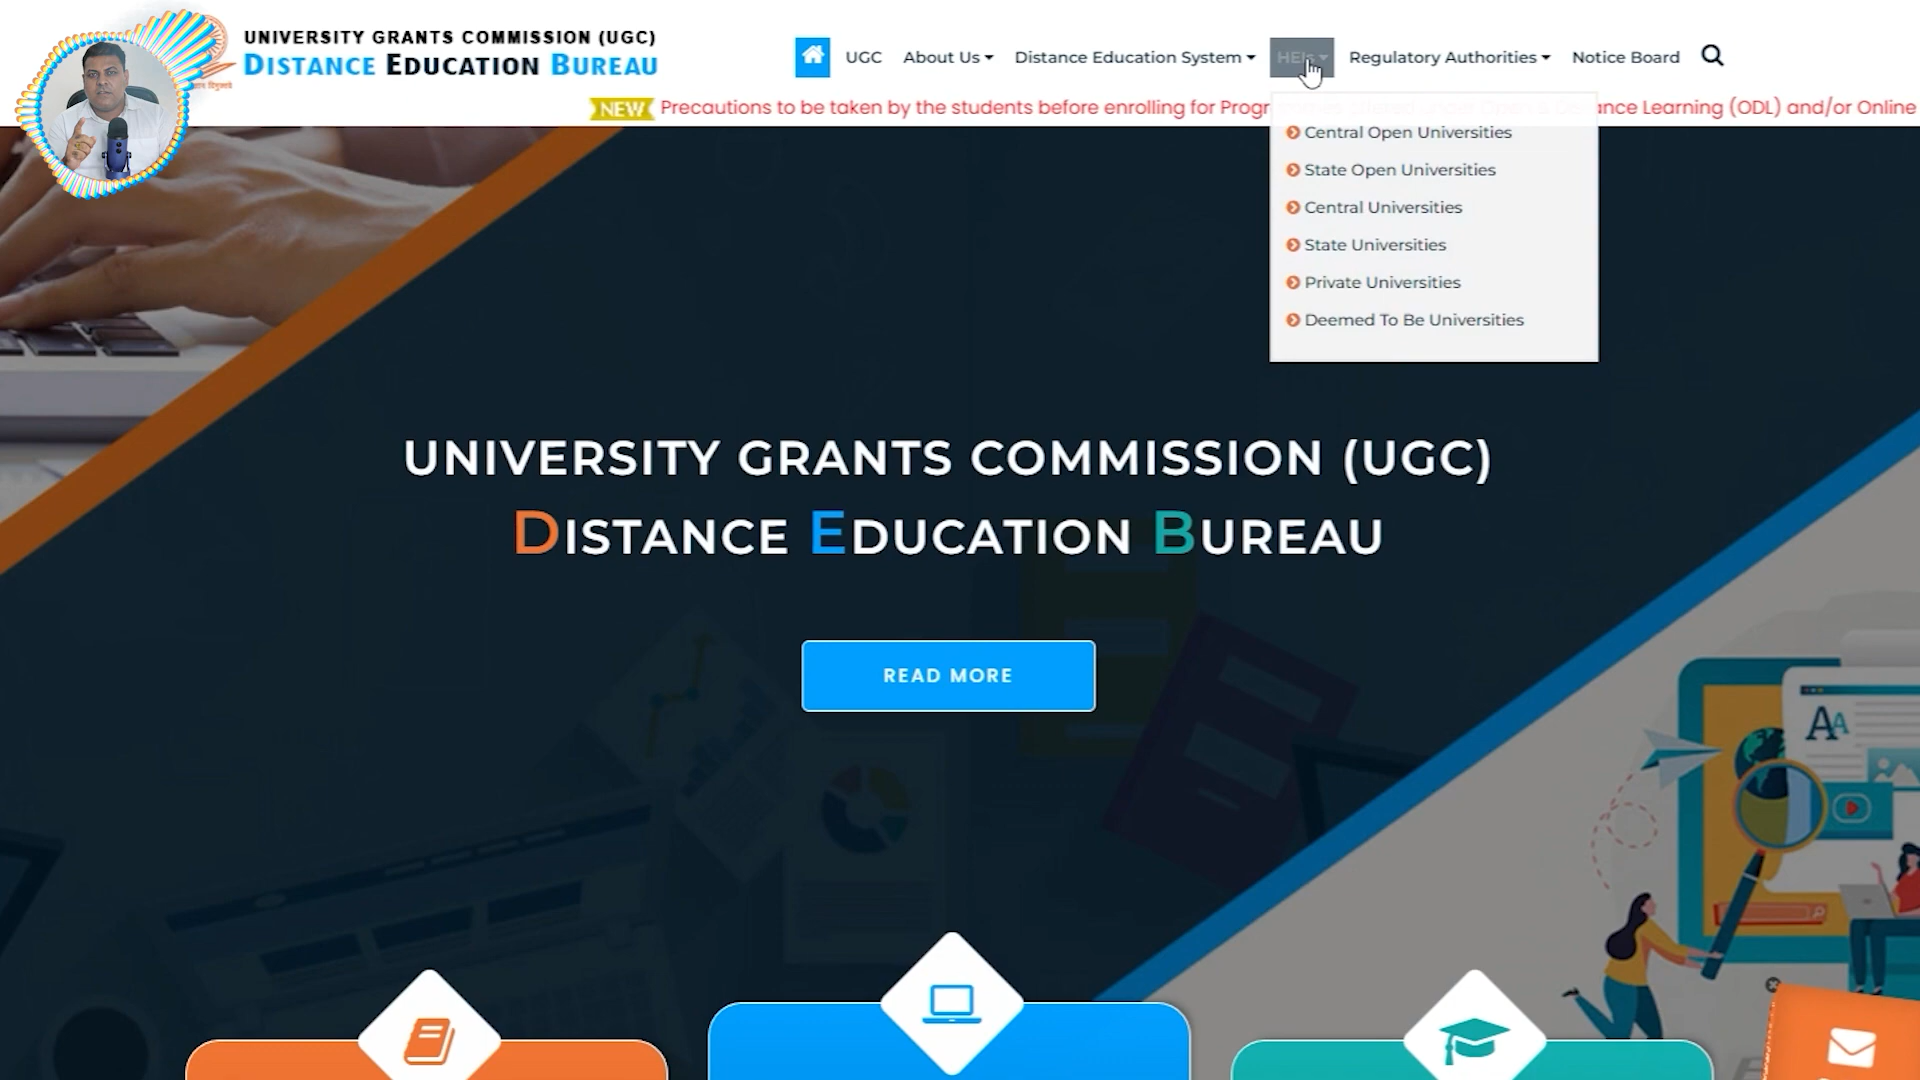 UNIVERSITY GRANTS COMMISSION (UGC)
DISTANCE EDUCATION BUREAU
UGC
About Us
Distance Education System
HEIs
Regulatory Authorities
Notice Board
NEW Precautions to be taken by the students before enrolling for Learning (ODL) and/or Online
Central Open Universities
State Open Universities
Central Universities
State Universities
Private Universities
Deemed To Be Universities
UNIVERSITY GRANTS COMMISSION (UGC)
DISTANCE EDUCATION BUREAU
READ MORE
AA